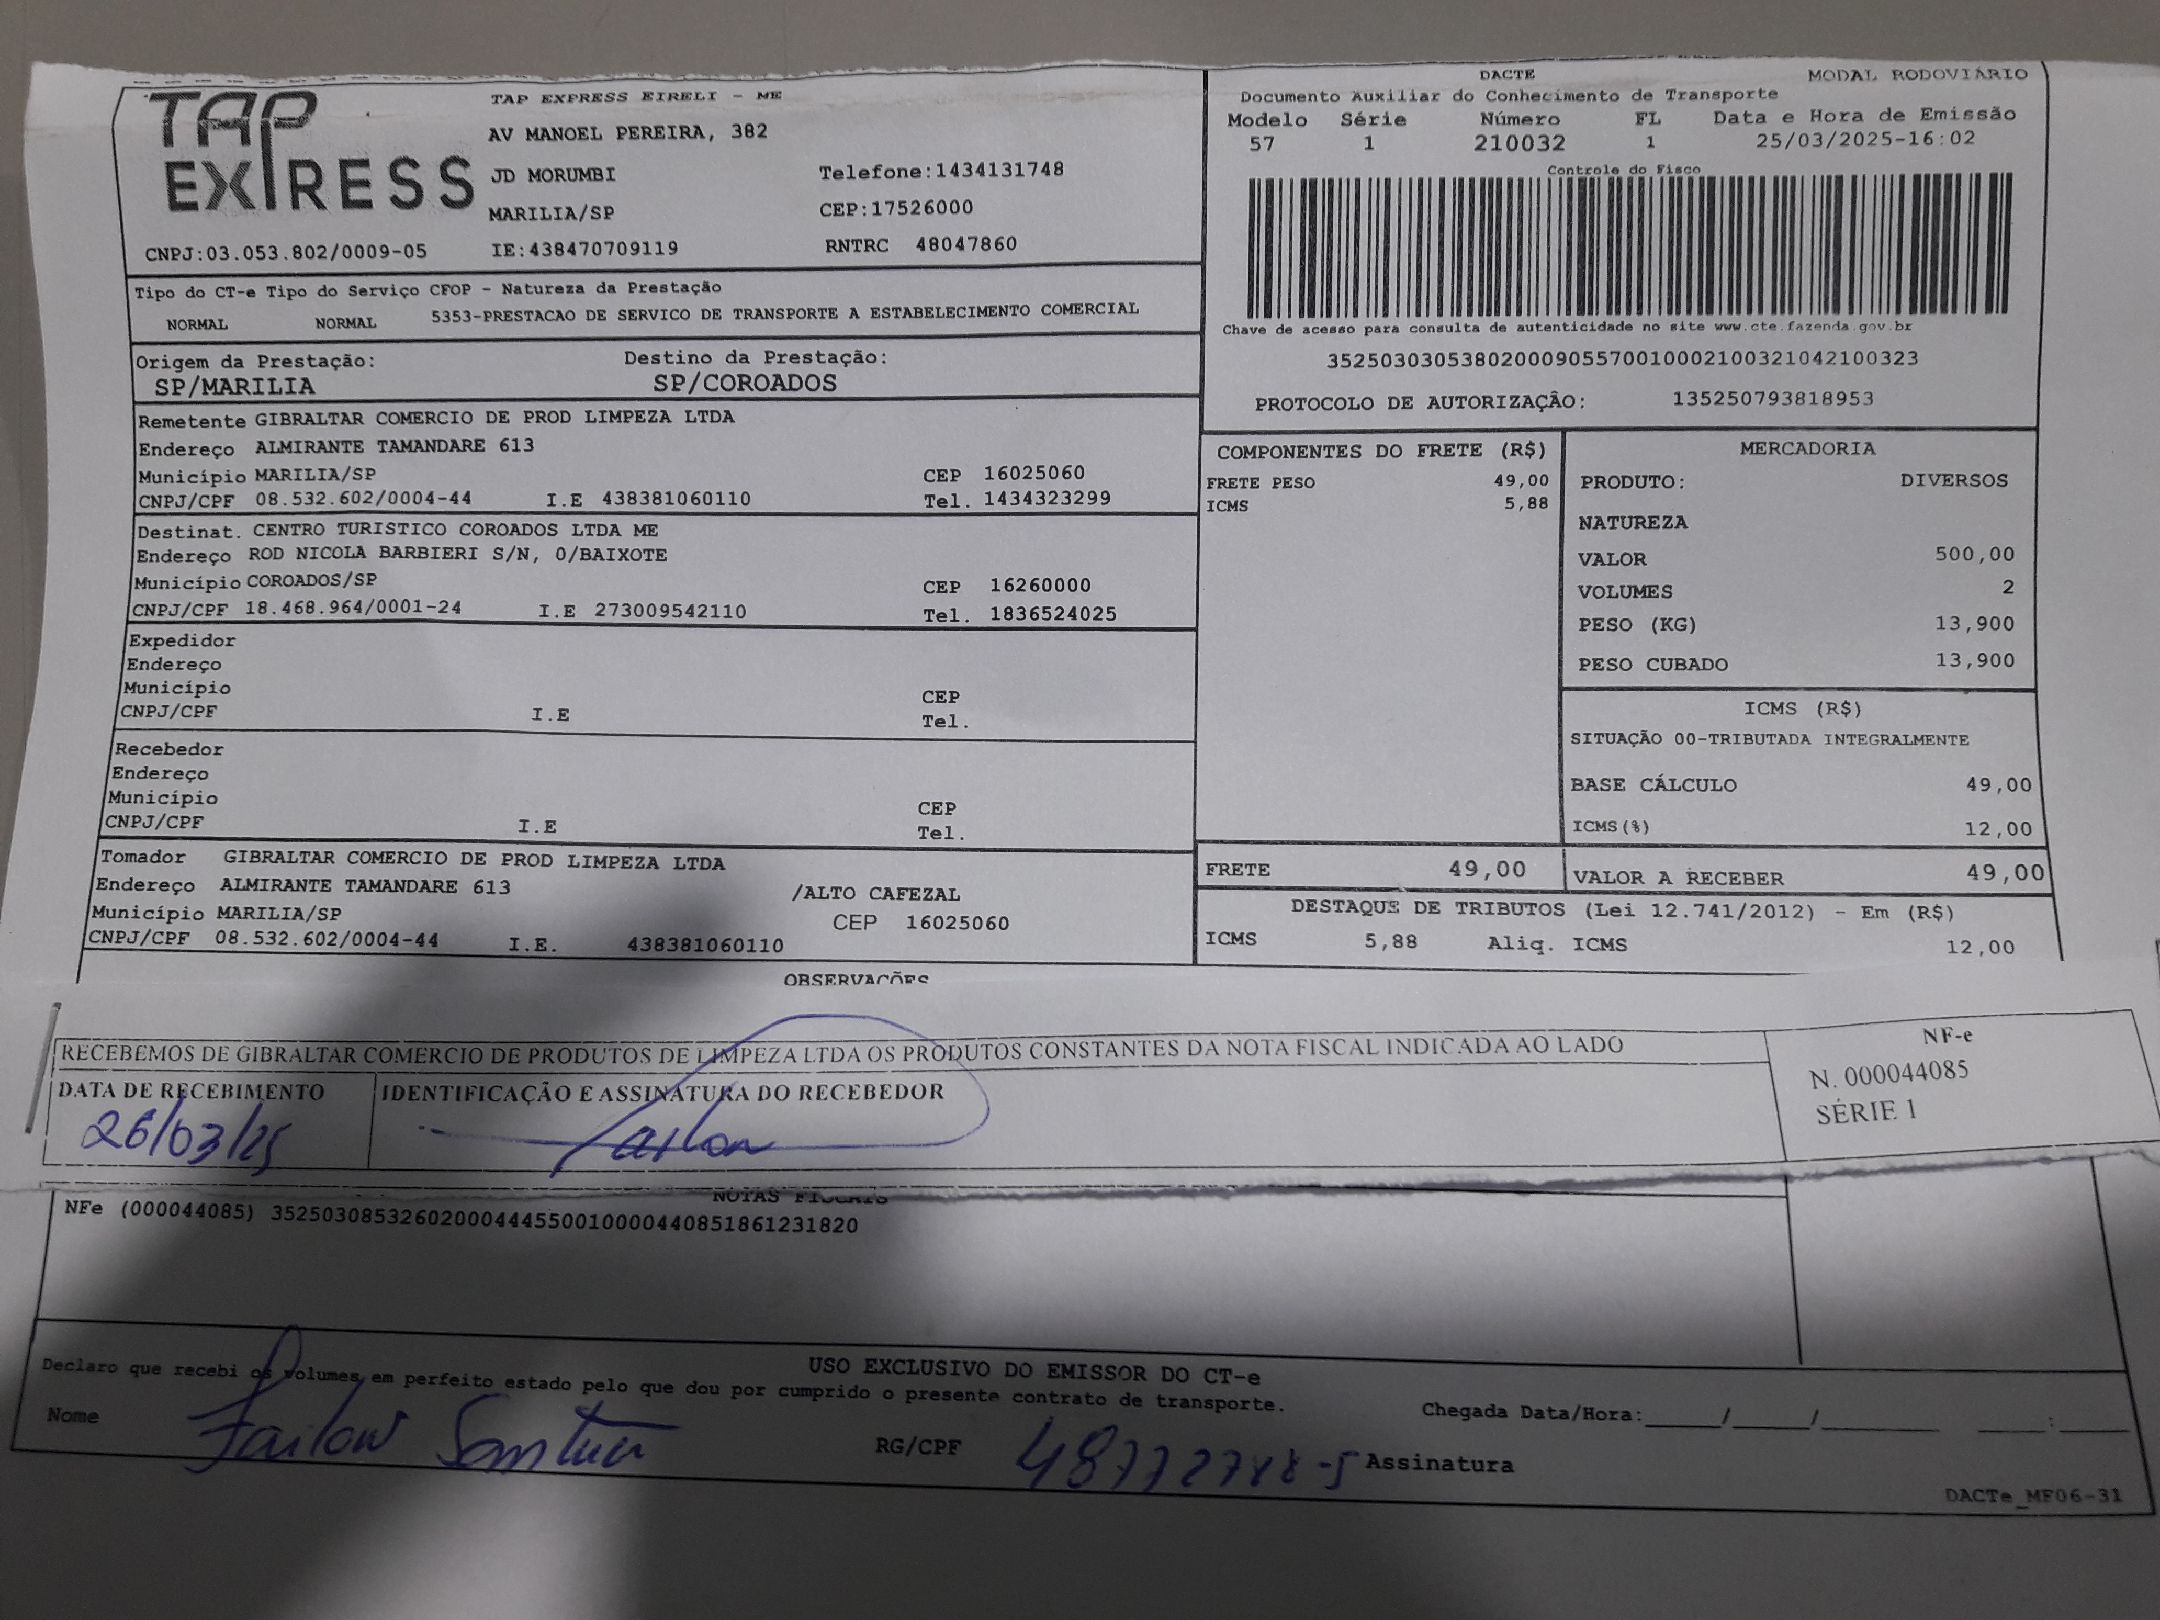 TAP EXPRESS
TAP EXPRESS EIRELI - ME
AV MANOEL PEREIRA, 382
JD MORUMBI Telefone:1434131748
MARILIA/SP CEP:17526000
CNPJ:03.053.802/0009-05 IE:438470709119 RNTRC 48047860
DACTE MODAL RODOVIÁRIO
Documento Auxiliar do Conhecimento de Transporte
Modelo Série Número FL Data e Hora de Emissão
57 1 210032 1 25/03/2025-16:02
Controle do Fisco
Chave de acesso para consulta de autenticidade no site www.cte.fazenda.gov.br
35250303053802000905570010002100321042100323
PROTOCOLO DE AUTORIZAÇÃO: 135250793818953
Tipo do CT-e Tipo do Serviço CFOP - Natureza da Prestação
NORMAL NORMAL 5353-PRESTACAO DE SERVICO DE TRANSPORTE A ESTABELECIMENTO COMERCIAL
Origem da Prestação: Destino da Prestação:
SP/MARILIA SP/COROADOS
Remetente GIBRALTAR COMERCIO DE PROD LIMPEZA LTDA
Endereço ALMIRANTE TAMANDARE 613
Município MARILIA/SP CEP 16025060
CNPJ/CPF 08.532.602/0004-44 I.E 438381060110 Tel. 1434323299
Destinat. CENTRO TURISTICO COROADOS LTDA ME
Endereço ROD NICOLA BARBIERI S/N, 0/BAIXOTE
Município COROADOS/SP CEP 16260000
CNPJ/CPF 18.468.964/0001-24 I.E 273009542110 Tel. 1836524025
Expedidor
Endereço
Município CEP
CNPJ/CPF I.E Tel.
Recebedor
Endereço
Município CEP
CNPJ/CPF I.E Tel.
Tomador GIBRALTAR COMERCIO DE PROD LIMPEZA LTDA
Endereço ALMIRANTE TAMANDARE 613 /ALTO CAFEZAL
Município MARILIA/SP CEP 16025060
CNPJ/CPF 08.532.602/0004-44 I.E. 438381060110
COMPONENTES DO FRETE (R$)
FRETE PESO 49,00
ICMS 5,88
MERCADORIA
PRODUTO: DIVERSOS
NATUREZA
VALOR 500,00
VOLUMES 2
PESO (KG) 13,900
PESO CUBADO 13,900
ICMS (R$)
SITUAÇÃO 00-TRIBUTADA INTEGRALMENTE
BASE CÁLCULO 49,00
ICMS(%) 12,00
FRETE 49,00 VALOR A RECEBER 49,00
DESTAQUE DE TRIBUTOS (Lei 12.741/2012) - Em (R$)
ICMS 5,88 Aliq. ICMS 12,00
OBSERVAÇÕES
RECEBEMOS DE GIBRALTAR COMERCIO DE PRODUTOS DE LIMPEZA LTDA OS PRODUTOS CONSTANTES DA NOTA FISCAL INDICADA AO LADO
DATA DE RECEBIMENTO IDENTIFICAÇÃO E ASSINATURA DO RECEBEDOR
26/03/25
NF-e
N. 000044085
SÉRIE 1
NOTAS FISCAIS
NFe (000044085) 35250308532602000444550010000440851861231820
USO EXCLUSIVO DO EMISSOR DO CT-e
Declaro que recebi os volumes em perfeito estado pelo que dou por cumprido o presente contrato de transporte.
Nome RG/CPF Assinatura
Chegada Data/Hora:_____/_____/_______ ____:____
DACTe_MF06-31